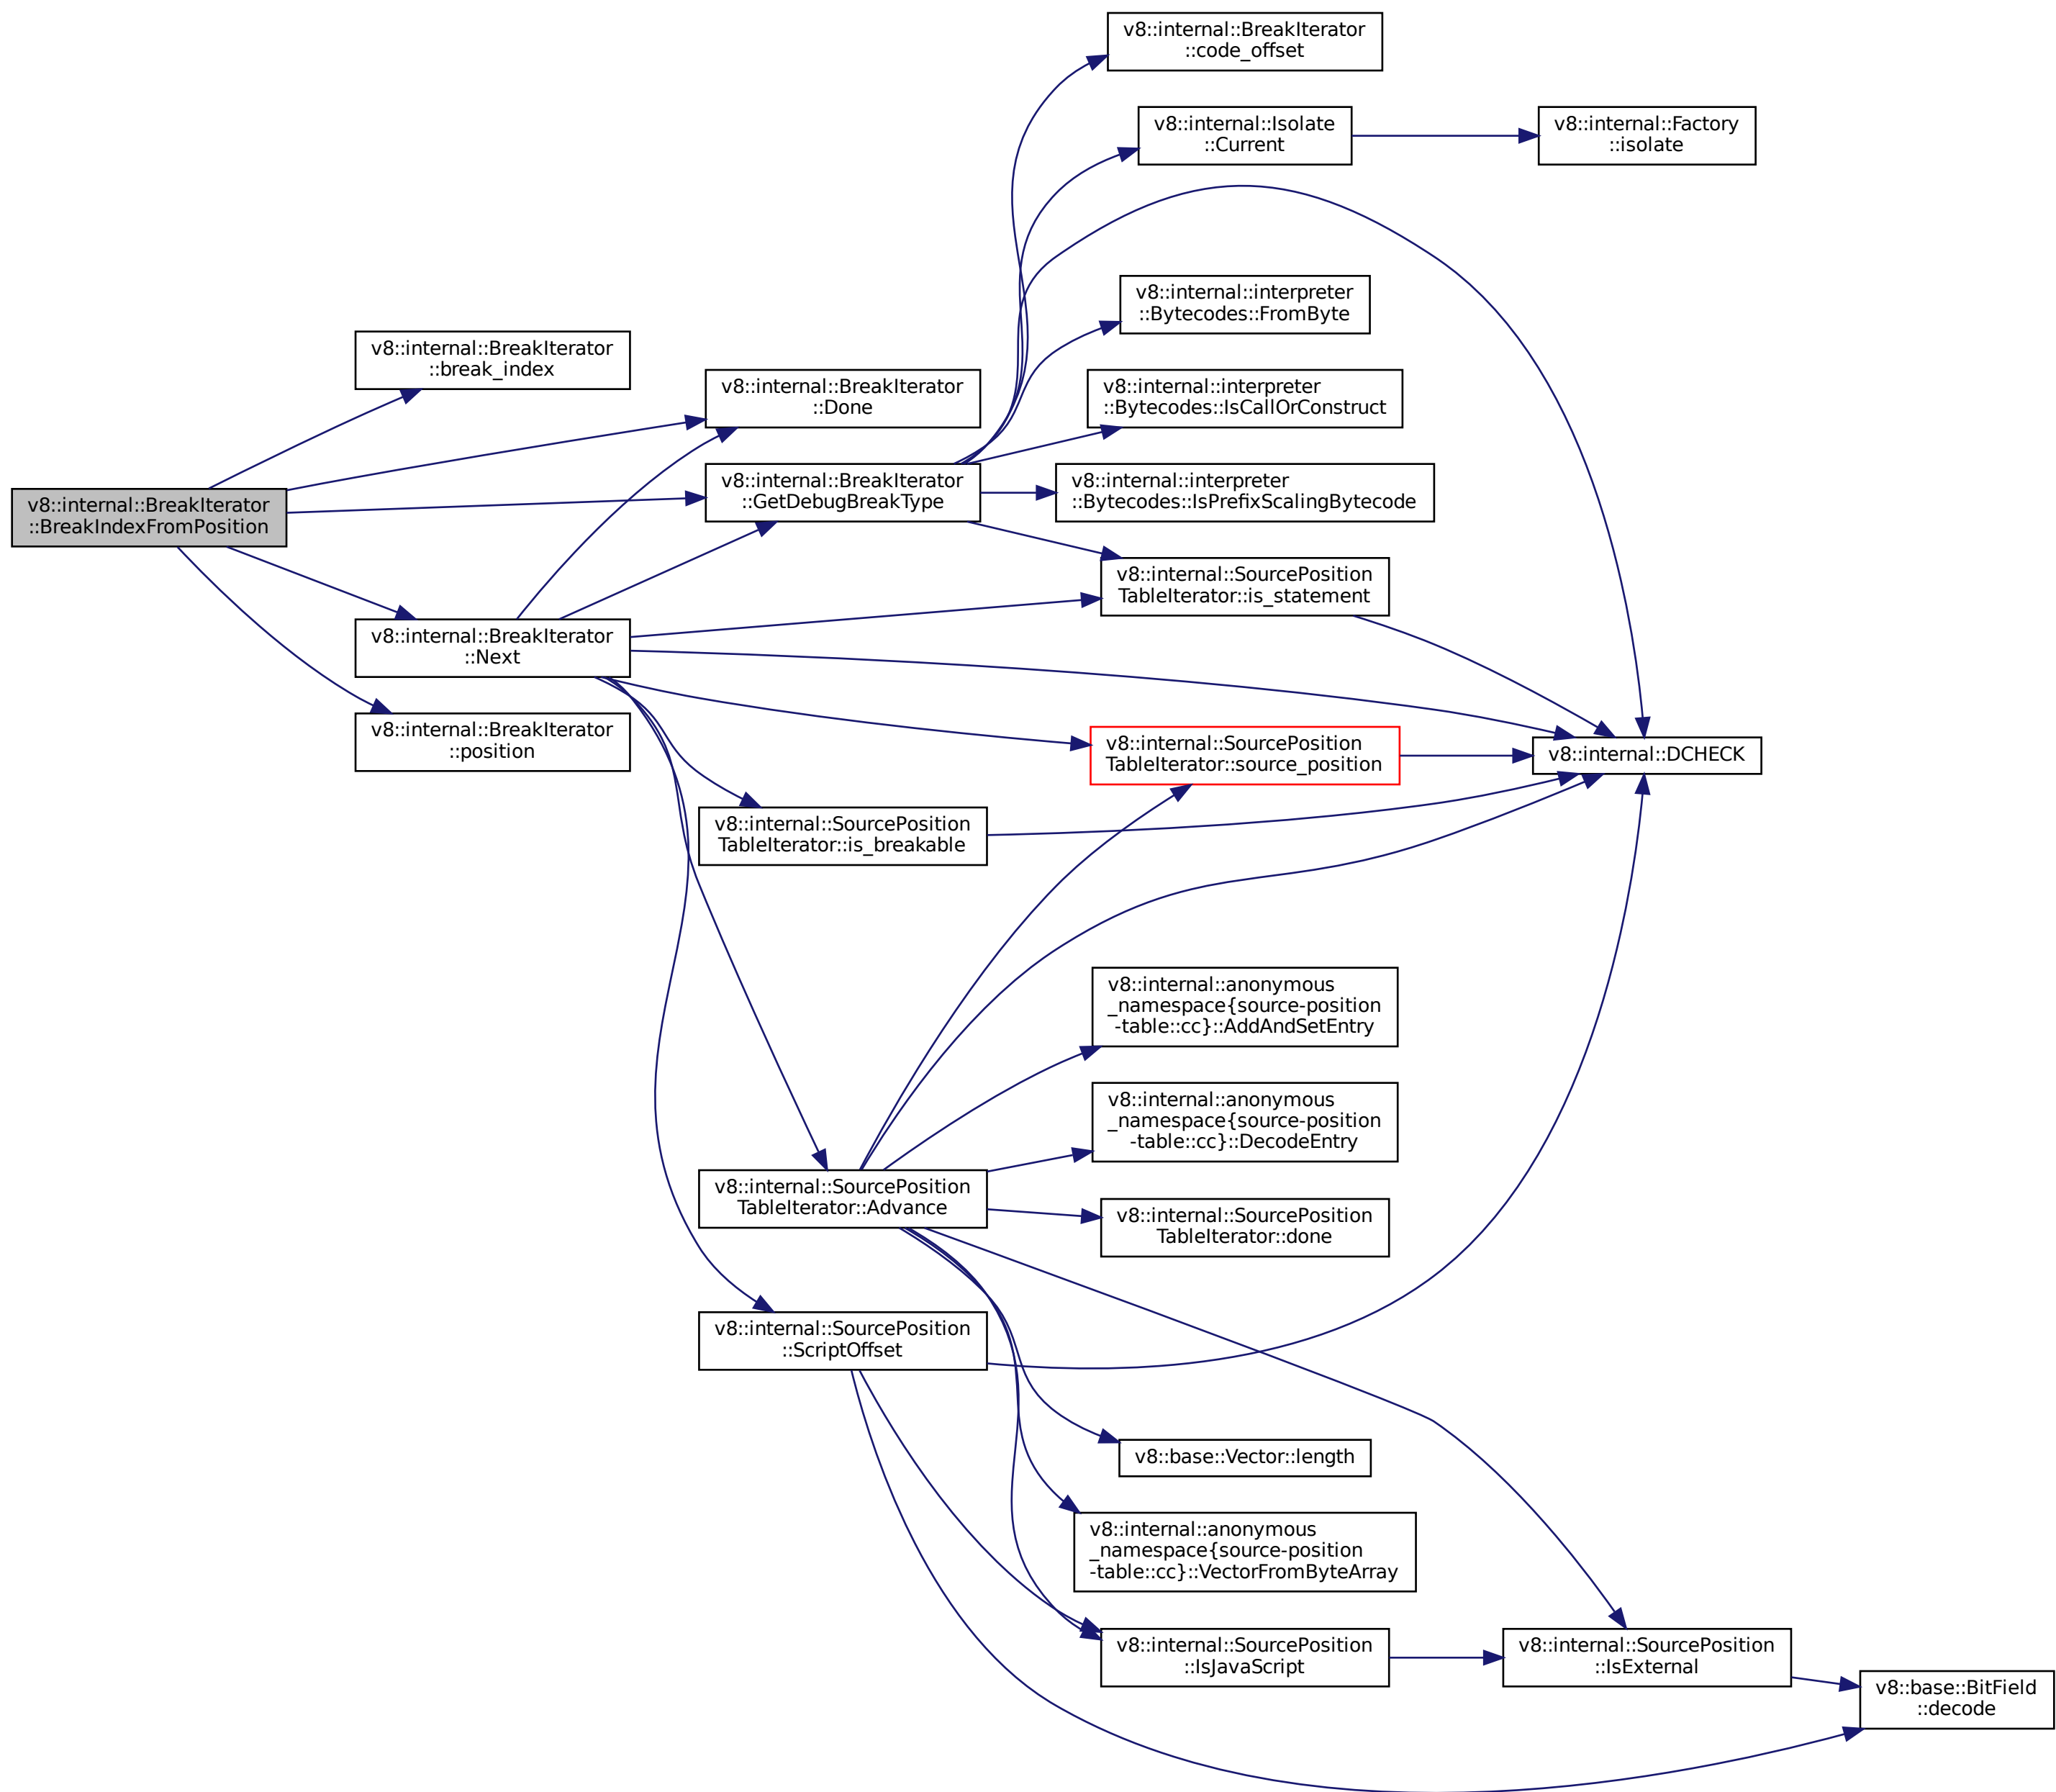 v8::internal::BreakIterator
::BreakIndexFromPosition
v8::internal::BreakIterator
::break_index
v8::internal::BreakIterator
::Done
v8::internal::BreakIterator
::GetDebugBreakType
v8::internal::BreakIterator
::Next
v8::internal::BreakIterator
::position
v8::internal::BreakIterator
::code_offset
v8::internal::Isolate
::Current
v8::internal::Factory
::isolate
v8::internal::interpreter
::Bytecodes::FromByte
v8::internal::interpreter
::Bytecodes::IsCallOrConstruct
v8::internal::interpreter
::Bytecodes::IsPrefixScalingBytecode
v8::internal::SourcePosition
TableIterator::is_statement
v8::internal::SourcePosition
TableIterator::source_position
v8::internal::DCHECK
v8::internal::SourcePosition
TableIterator::is_breakable
v8::internal::anonymous
_namespace{source-position
-table::cc}::AddAndSetEntry
v8::internal::anonymous
_namespace{source-position
-table::cc}::DecodeEntry
v8::internal::SourcePosition
TableIterator::Advance
v8::internal::SourcePosition
TableIterator::done
v8::internal::SourcePosition
::ScriptOffset
v8::base::Vector::length
v8::internal::anonymous
_namespace{source-position
-table::cc}::VectorFromByteArray
v8::internal::SourcePosition
::IsJavaScript
v8::internal::SourcePosition
::IsExternal
v8::base::BitField
::decode